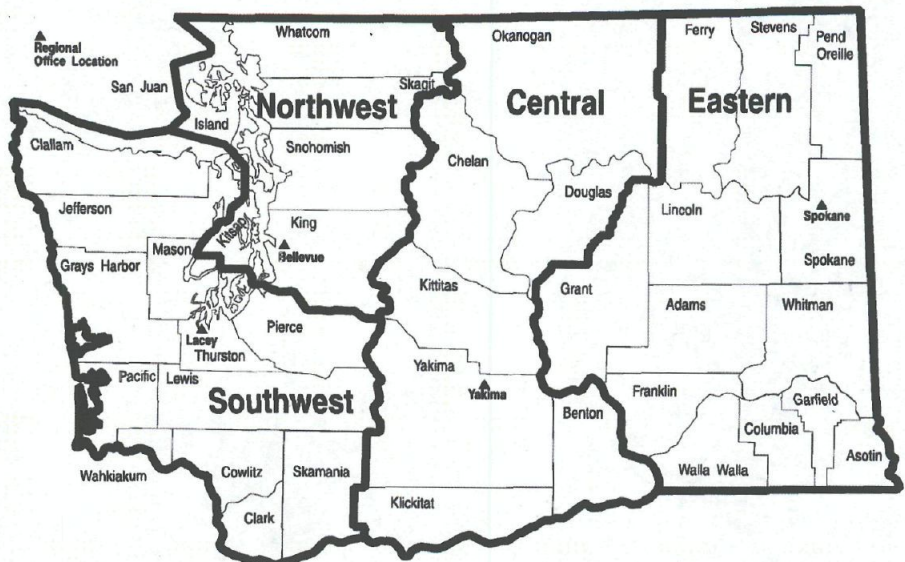 Regional
Office Location
San Juan
Whatcom
Skagit
Northwest
Island
Snohomish
King
Bellevue
Kitsap
Okanogan
Central
Chelan
Douglas
Kittitas
Yakima
Yakima
Benton
Klickitat
Ferry
Stevens
Pend
Oreille
Eastern
Lincoln
Spokane
Spokane
Grant
Adams
Whitman
Franklin
Garfield
Columbia
Walla Walla
Asotin
Clallam
Jefferson
Mason
Grays Harbor
Pierce
Lacey
Thurston
Pacific
Lewis
Southwest
Wahkiakum
Cowlitz
Skamania
Clark